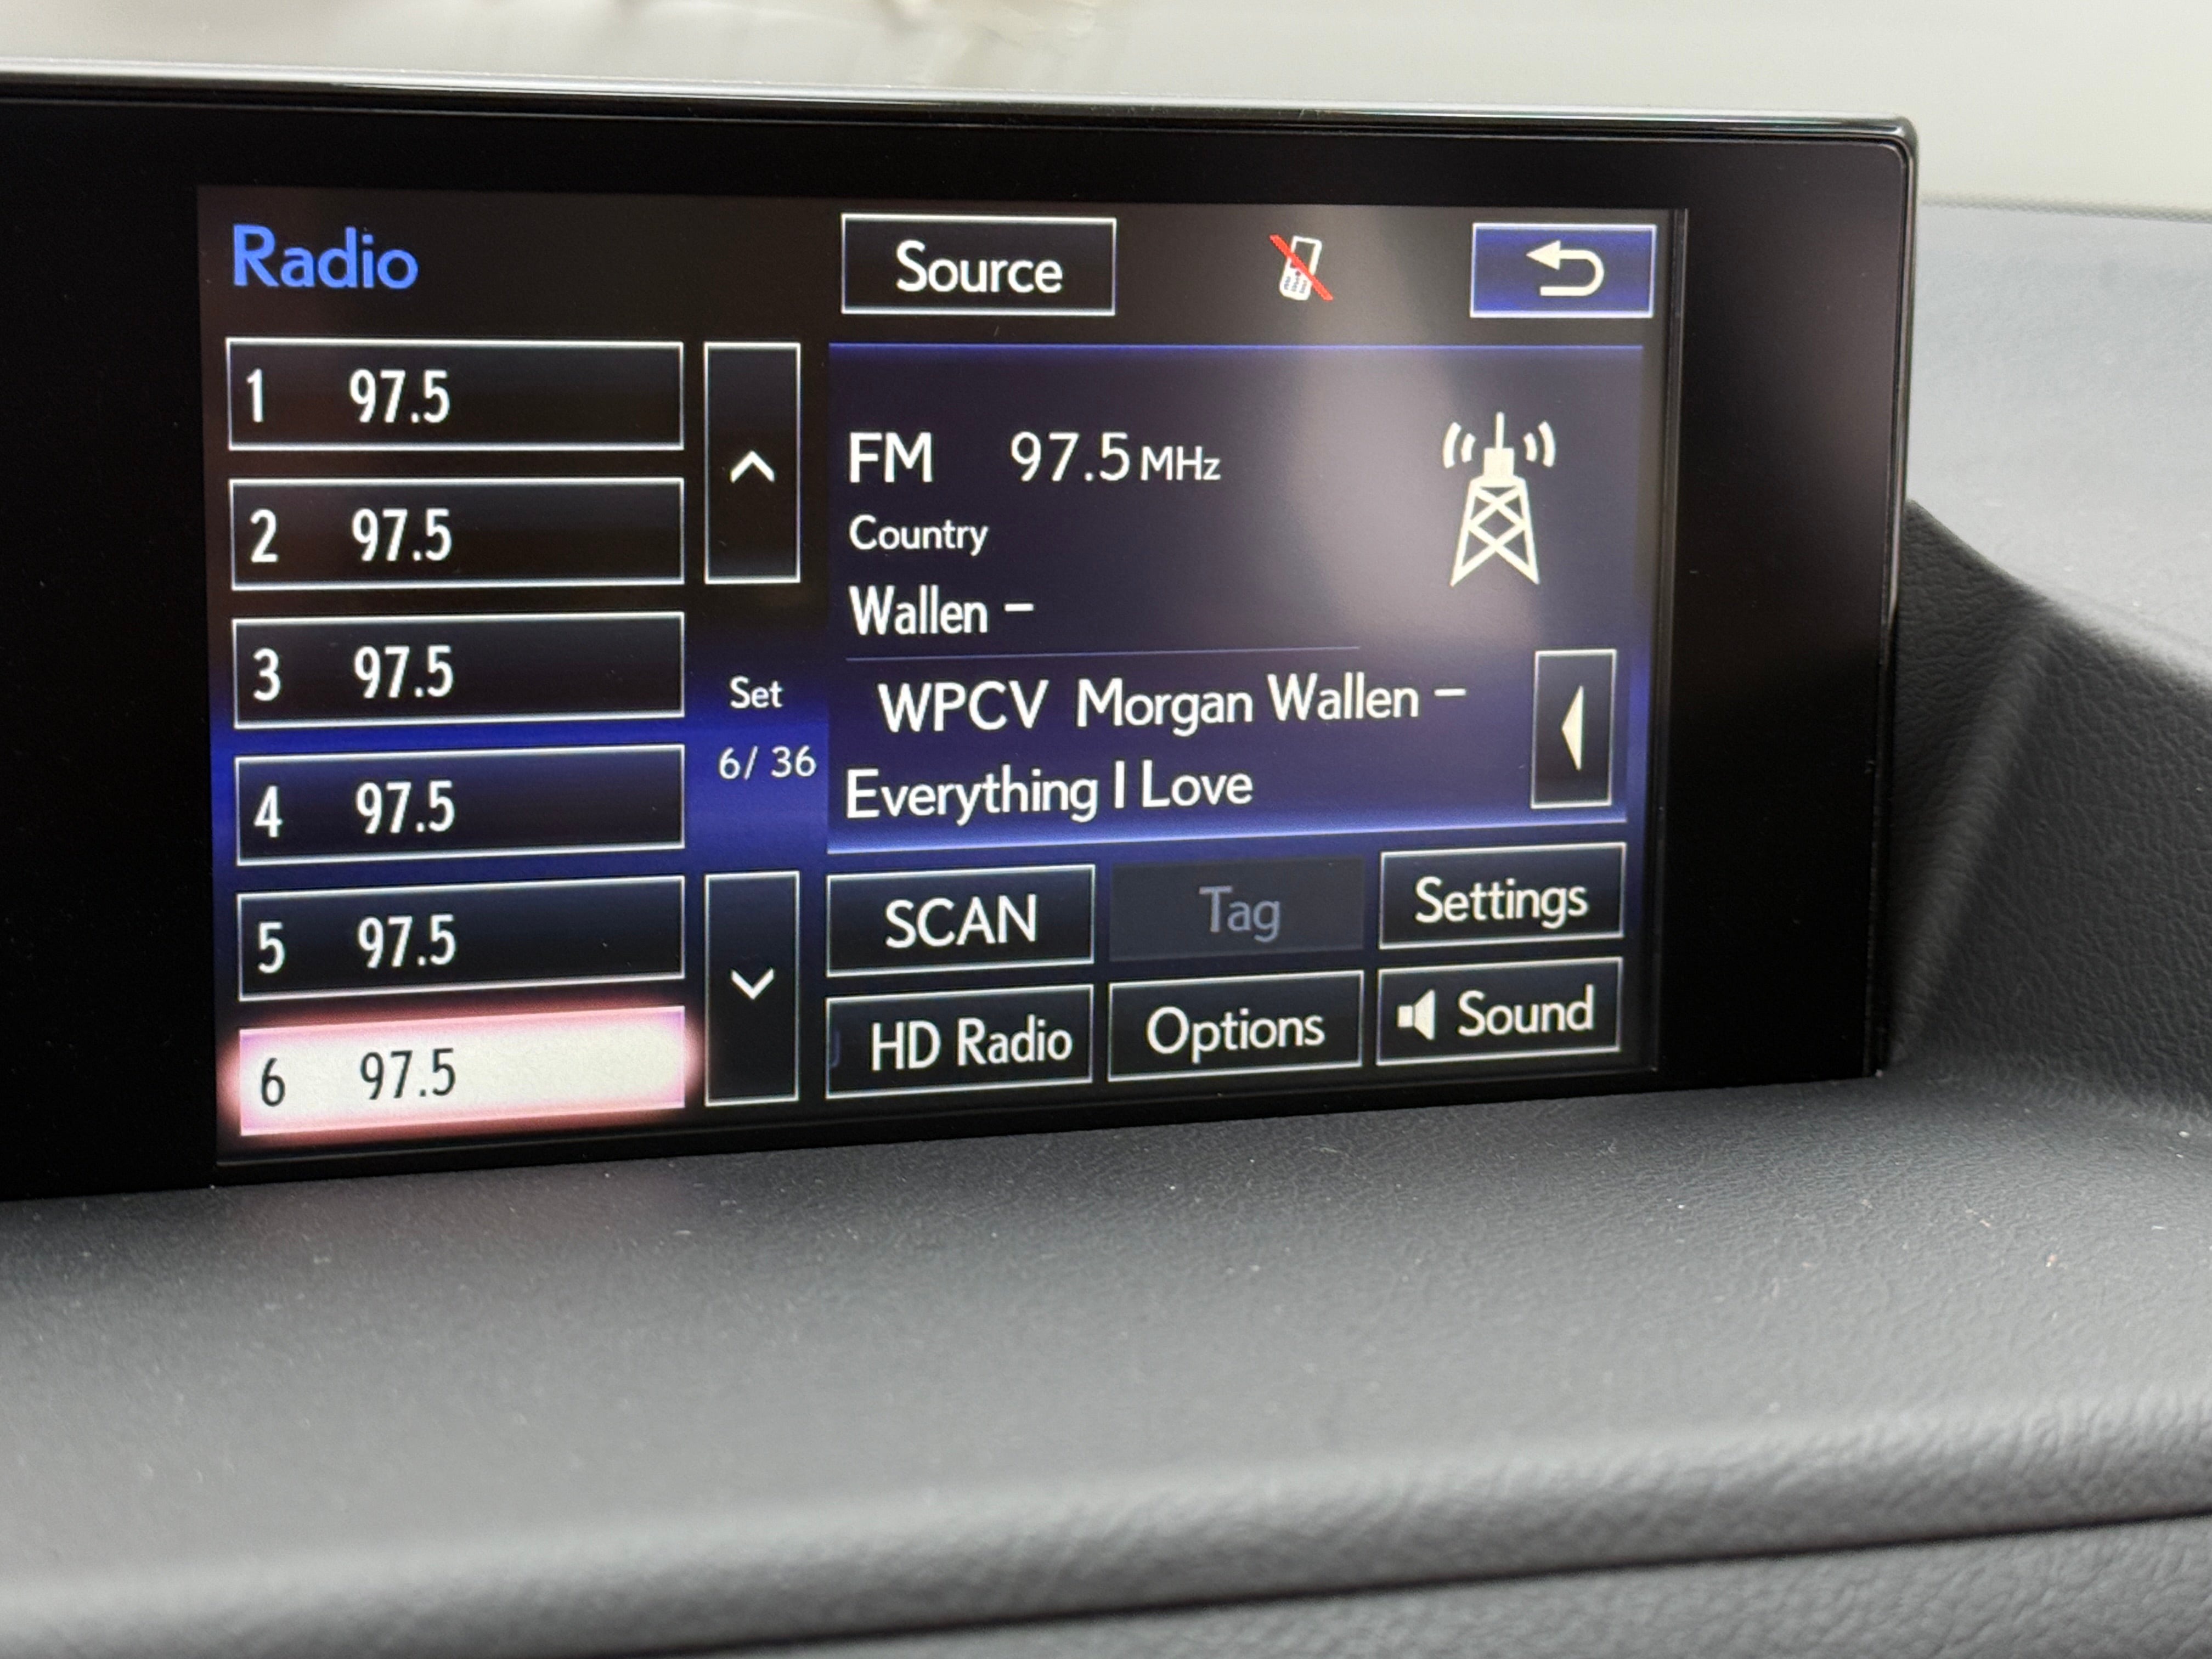 Radio
Source
1 97.5
2 97.5
3 97.5
4 97.5
5 97.5
6 97.5
Set
6/ 36
FM 97.5 MHz
Country
Wallen –
WPCV Morgan Wallen –
Everything I Love
SCAN
Tag
Settings
HD Radio
Options
Sound